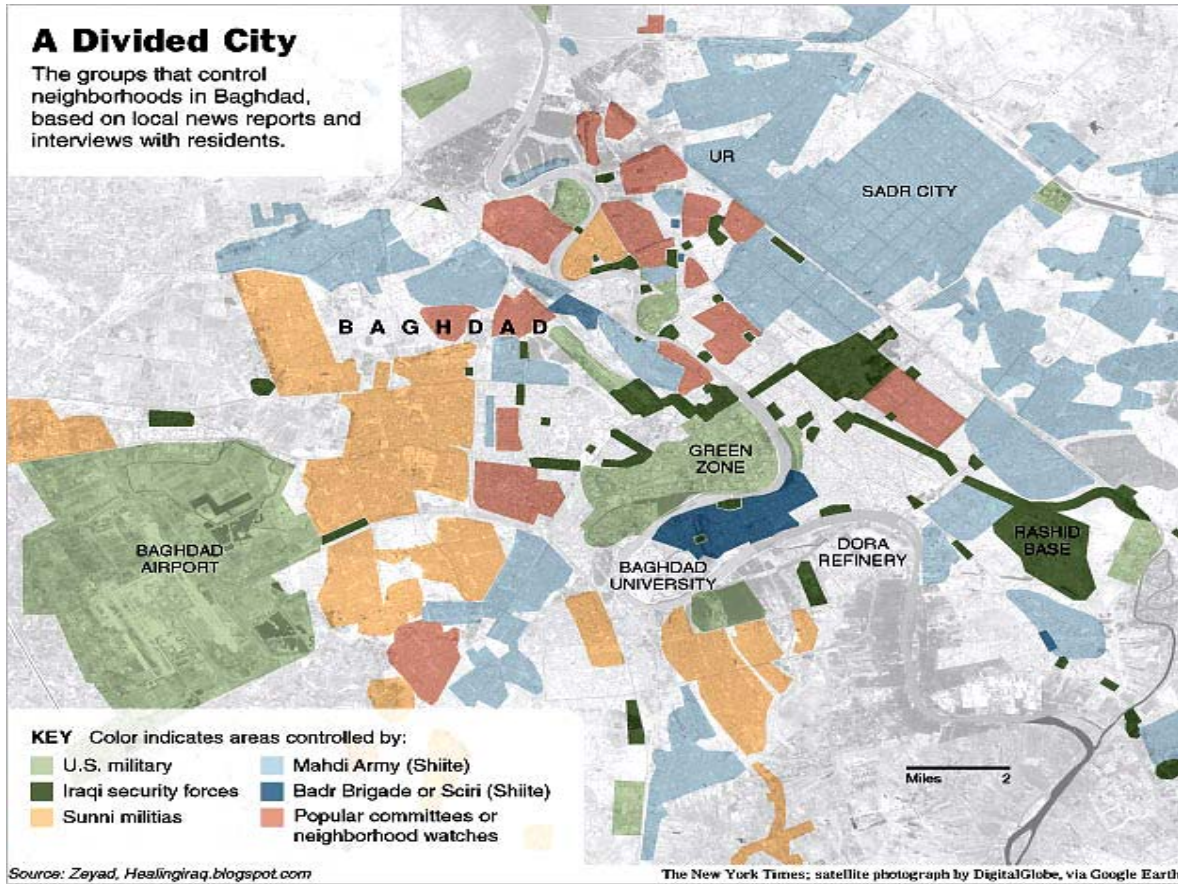 A Divided City
The groups that control
neighborhoods in Baghdad,
based on local news reports and
interviews with residents.
UR
SADR CITY
BAGHDAD
GREEN
ZONE
BAGHDAD
AIRPORT
BAGHDAD
UNIVERSITY
DORA
REFINERY
RASHID
BASE
KEY Color indicates areas controlled by:
U.S. military
Iraqi security forces
Sunni militias
Mahdi Army (Shiite)
Badr Brigade or Sciri (Shiite)
Popular committees or
neighborhood watches
Miles 2
Source: Zeyad, Healingiraq.blogspot.com
The New York Times; satellite photograph by DigitalGlobe, via Google Earth